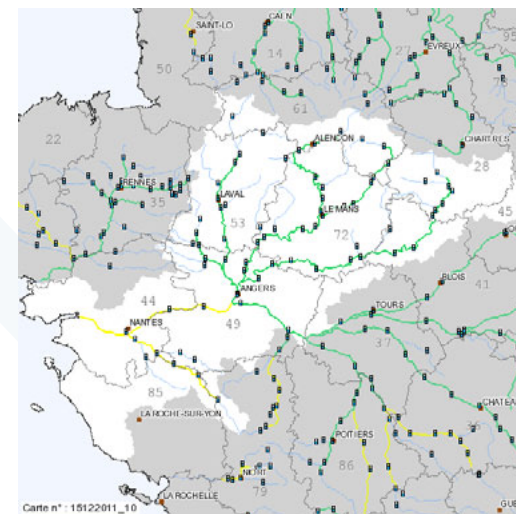 SAINT-LO
CAEN
14
27
EVREUX
95
50
61
22
ALENCON
CHARTRES
28
RENNES
35
LAVAL
53
LE MANS
72
45
ANGERS
BLOIS
41
44
49
TOURS
NANTES
37
85
CHATEA
LA ROCHE-SUR-YON
POITIERS
86
NIORT
79
LA ROCHELLE
GUE
Carte n° : 15122011_10